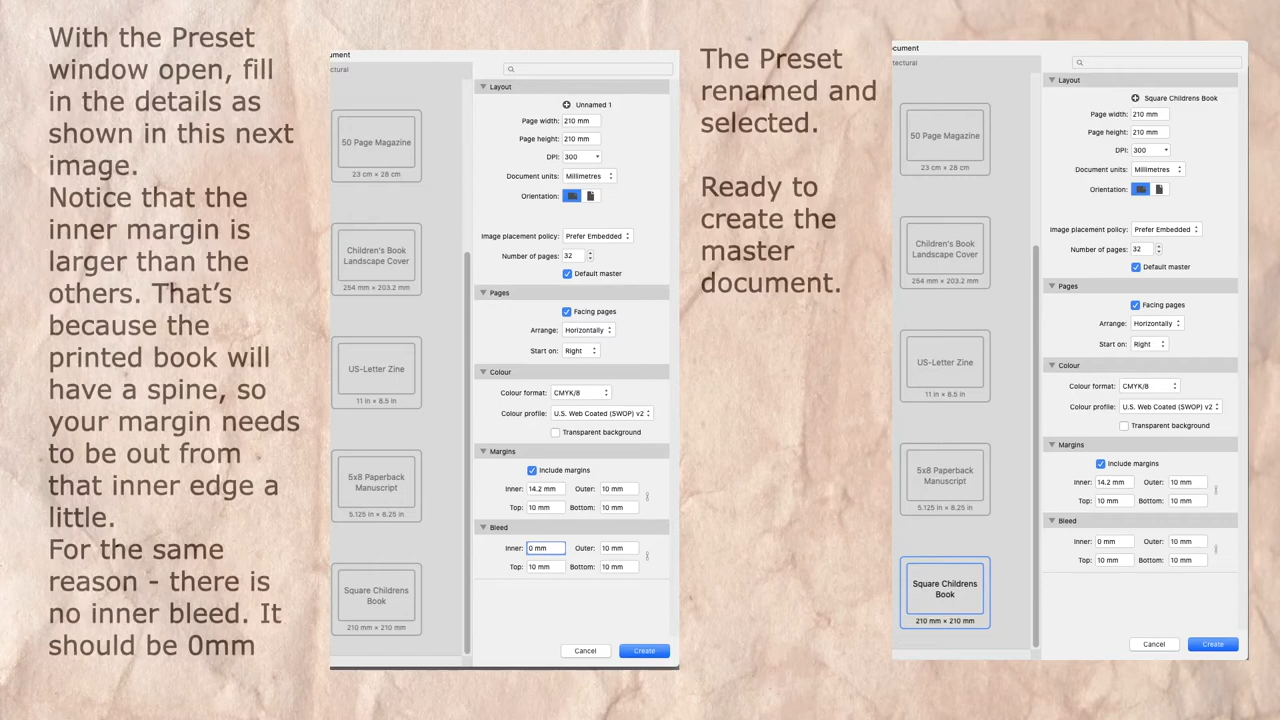 With the Preset
window open, fill
in the details as
shown in this next
image.
Notice that the
inner margin is
larger than the
others. That’s
because the
printed book will
have a spine, so
your margin needs
to be out from
that inner edge a
little.
For the same
reason - there is
no inner bleed. It
should be 0mm
ument
tural
50 Page Magazine
23 cm × 28 cm
Children's Book
Landscape Cover
254 mm × 203.2 mm
US-Letter Zine
11 in × 8.5 in
5x8 Paperback
Manuscript
5.125 in × 8.25 in
Square Childrens
Book
210 mm × 210 mm
Layout
Unnamed 1
Page width: 210 mm
Page height: 210 mm
DPI: 300
Document units: Millimetres
Orientation:
Image placement policy: Prefer Embedded
Number of pages: 32
Default master
Pages
Facing pages
Arrange: Horizontally
Start on: Right
Colour
Colour format: CMYK/8
Colour profile: U.S. Web Coated (SWOP) v2
Transparent background
Margins
Include margins
Inner: 14.2 mm Outer: 10 mm
Top: 10 mm Bottom: 10 mm
Bleed
Inner: 0 mm Outer: 10 mm
Top: 10 mm Bottom: 10 mm
Cancel Create
The Preset
renamed and
selected.
Ready to
create the
master
document.
ocument
ectural
50 Page Magazine
23 cm × 28 cm
Children's Book
Landscape Cover
254 mm × 203.2 mm
US-Letter Zine
11 in × 8.5 in
5x8 Paperback
Manuscript
5.125 in × 8.25 in
Square Childrens
Book
210 mm × 210 mm
Layout
Square Childrens Book
Page width: 210 mm
Page height: 210 mm
DPI: 300
Document units: Millimetres
Orientation:
Image placement policy: Prefer Embedded
Number of pages: 32
Default master
Pages
Facing pages
Arrange: Horizontally
Start on: Right
Colour
Colour format: CMYK/8
Colour profile: U.S. Web Coated (SWOP) v2
Transparent background
Margins
Include margins
Inner: 14.2 mm Outer: 10 mm
Top: 10 mm Bottom: 10 mm
Bleed
Inner: 0 mm Outer: 10 mm
Top: 10 mm Bottom: 10 mm
Cancel Create